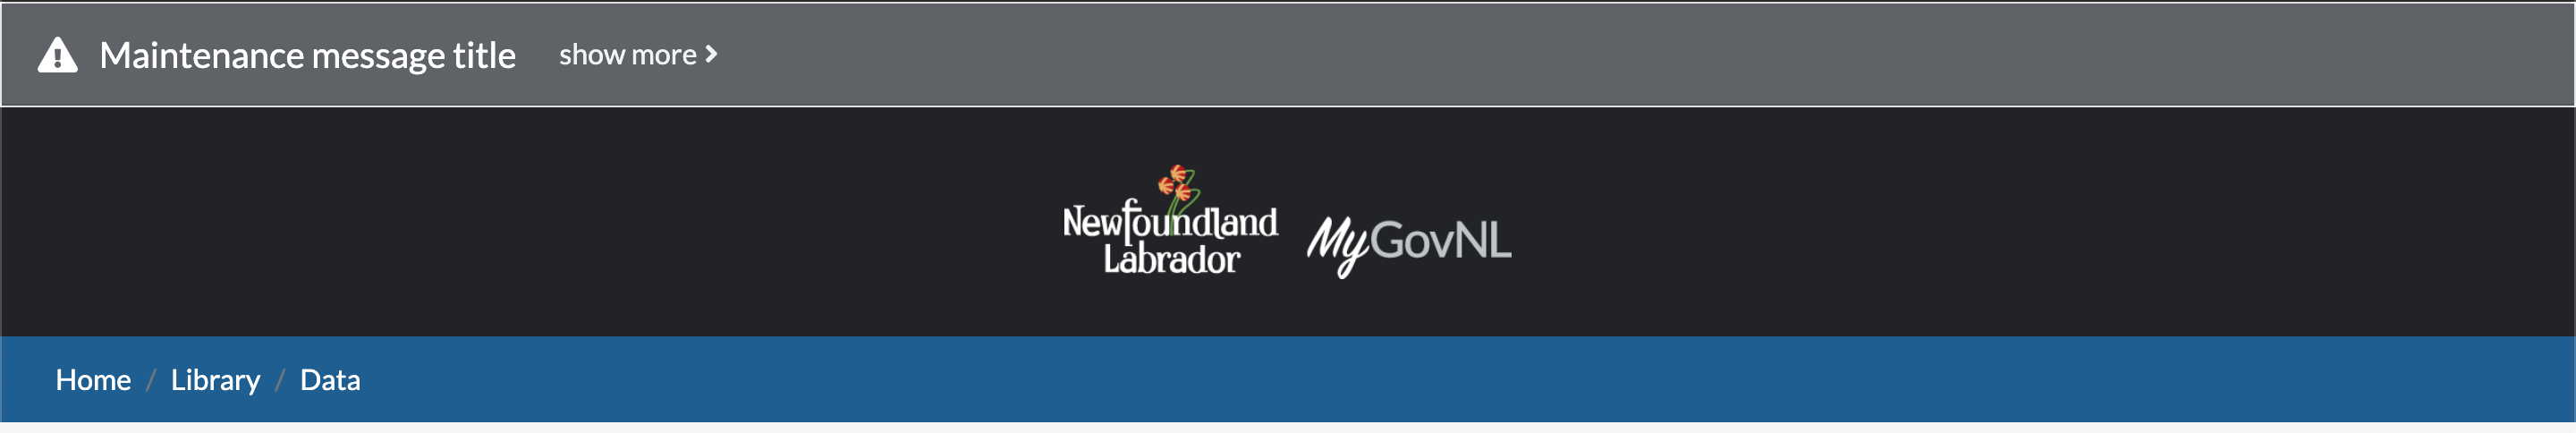 Maintenance message title show more
Newfoundland
Labrador
MyGovNL
Home / Library / Data